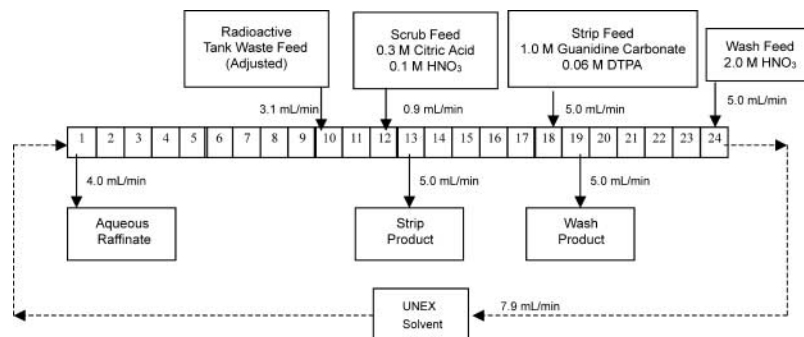 Radioactive
Tank Waste Feed
(Adjusted)
Scrub Feed
0.3 M Citric Acid
0.1 M HNO₃
Strip Feed
1.0 M Guanidine Carbonate
0.06 M DTPA
Wash Feed
2.0 M HNO₃
3.1 mL/min
0.9 mL/min
5.0 mL/min
5.0 mL/min
1 2 3 4 5 6 7 8 9 10 11 12 13 14 15 16 17 18 19 20 21 22 23 24
4.0 mL/min
5.0 mL/min
5.0 mL/min
Aqueous
Raffinate
Strip
Product
Wash
Product
UNEX
Solvent
7.9 mL/min